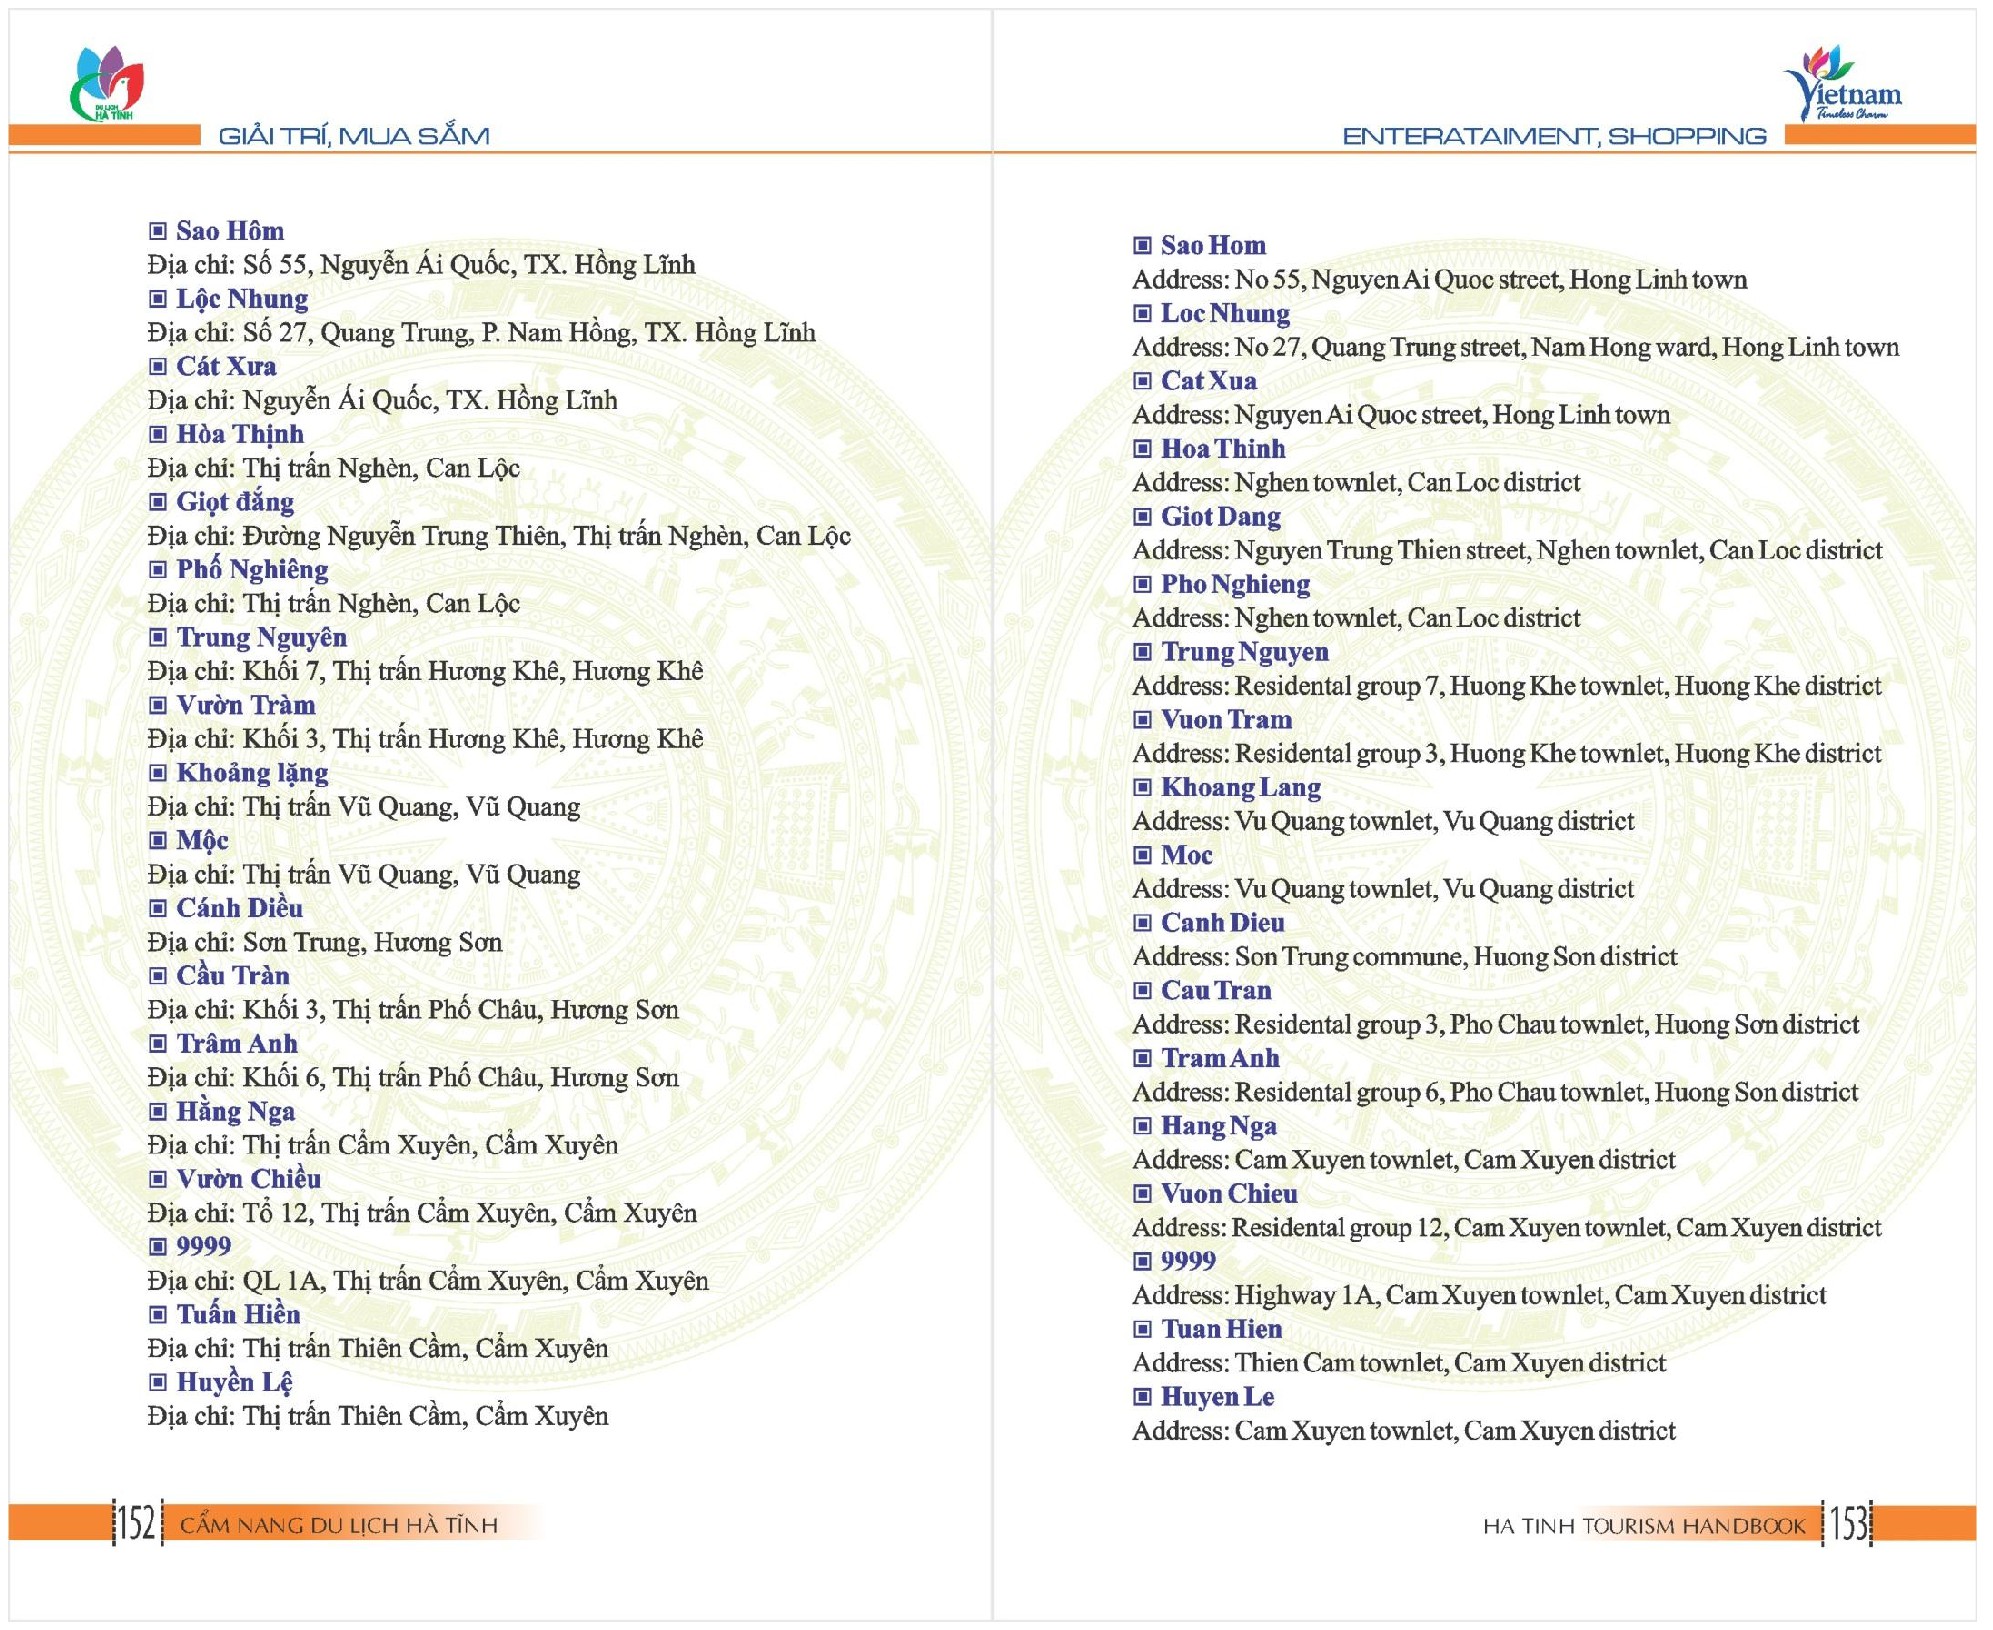 DU LỊCH
HÀ TĨNH
GIẢI TRÍ, MUA SẮM
Sao Hôm
Địa chỉ: Số 55, Nguyễn Ái Quốc, TX. Hồng Lĩnh
Lộc Nhung
Địa chỉ: Số 27, Quang Trung, P. Nam Hồng, TX. Hồng Lĩnh
Cát Xưa
Địa chỉ: Nguyễn Ái Quốc, TX. Hồng Lĩnh
Hòa Thịnh
Địa chỉ: Thị trấn Nghèn, Can Lộc
Giọt đắng
Địa chỉ: Đường Nguyễn Trung Thiên, Thị trấn Nghèn, Can Lộc
Phố Nghiêng
Địa chỉ: Thị trấn Nghèn, Can Lộc
Trung Nguyên
Địa chỉ: Khối 7, Thị trấn Hương Khê, Hương Khê
Vườn Tràm
Địa chỉ: Khối 3, Thị trấn Hương Khê, Hương Khê
Khoảng lặng
Địa chỉ: Thị trấn Vũ Quang, Vũ Quang
Mộc
Địa chỉ: Thị trấn Vũ Quang, Vũ Quang
Cánh Diều
Địa chỉ: Sơn Trung, Hương Sơn
Cầu Tràn
Địa chỉ: Khối 3, Thị trấn Phố Châu, Hương Sơn
Trâm Anh
Địa chỉ: Khối 6, Thị trấn Phố Châu, Hương Sơn
Hằng Nga
Địa chỉ: Thị trấn Cẩm Xuyên, Cẩm Xuyên
Vườn Chiều
Địa chỉ: Tổ 12, Thị trấn Cẩm Xuyên, Cẩm Xuyên
9999
Địa chỉ: QL 1A, Thị trấn Cẩm Xuyên, Cẩm Xuyên
Tuấn Hiền
Địa chỉ: Thị trấn Thiên Cầm, Cẩm Xuyên
Huyền Lệ
Địa chỉ: Thị trấn Thiên Cầm, Cẩm Xuyên
152 CẨM NANG DU LỊCH HÀ TĨNH
Vietnam
Timeless Charm
ENTERATAIMENT, SHOPPING
Sao Hom
Address: No 55, Nguyen Ai Quoc street, Hong Linh town
Loc Nhung
Address: No 27, Quang Trung street, Nam Hong ward, Hong Linh town
Cat Xua
Address: Nguyen Ai Quoc street, Hong Linh town
Hoa Thinh
Address: Nghen townlet, Can Loc district
Giot Dang
Address: Nguyen Trung Thien street, Nghen townlet, Can Loc district
Pho Nghieng
Address: Nghen townlet, Can Loc district
Trung Nguyen
Address: Residental group 7, Huong Khe townlet, Huong Khe district
Vuon Tram
Address: Residental group 3, Huong Khe townlet, Huong Khe district
Khoang Lang
Address: Vu Quang townlet, Vu Quang district
Moc
Address: Vu Quang townlet, Vu Quang district
Canh Dieu
Address: Son Trung commune, Huong Son district
Cau Tran
Address: Residental group 3, Pho Chau townlet, Huong Sơn district
Tram Anh
Address: Residental group 6, Pho Chau townlet, Huong Son district
Hang Nga
Address: Cam Xuyen townlet, Cam Xuyen district
Vuon Chieu
Address: Residental group 12, Cam Xuyen townlet, Cam Xuyen district
9999
Address: Highway 1A, Cam Xuyen townlet, Cam Xuyen district
Tuan Hien
Address: Thien Cam townlet, Cam Xuyen district
Huyen Le
Address: Cam Xuyen townlet, Cam Xuyen district
HA TINH TOURISM HANDBOOK 153